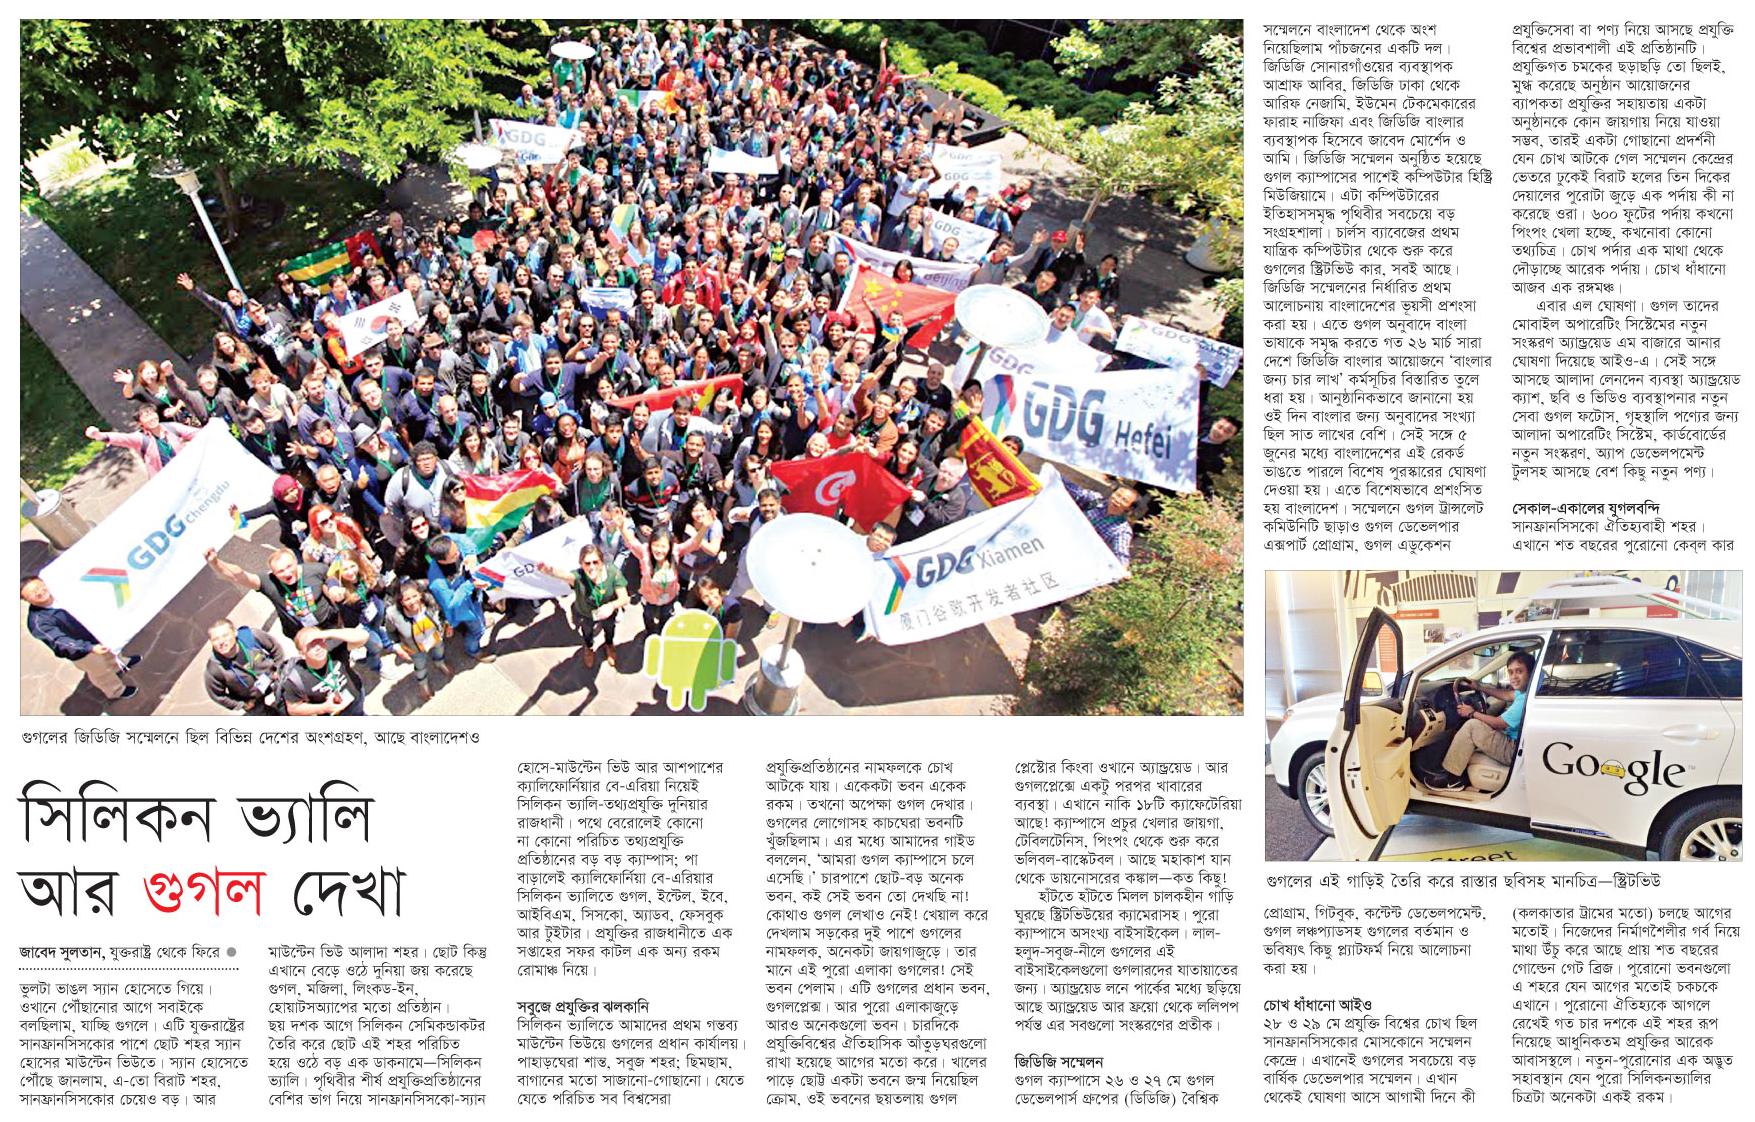 GDG
GDG
GDG
GDG
Beijing
GDG
GDG Hefei
GDG Chengdu
GDG
GDG Xiamen
厦门谷歌开发者社区
গুগলের জিডিজি সম্মেলনে ছিল বিভিন্ন দেশের অংশগ্রহণ, আছে বাংলাদেশও
সিলিকন ভ্যালি
আর গুগল দেখা
জাবেদ সুলতান, যুক্তরাষ্ট্র থেকে ফিরে ●
ভুলটা ভাঙল স্যান হোসেতে গিয়ে।
ওখানে পৌঁছানোর আগে সবাইকে
বলছিলাম, যাচ্ছি গুগলে। এটি যুক্তরাষ্ট্রের
সানফ্রানসিসকোর পাশে ছোট শহর স্যান
হোসের মাউন্টেন ভিউতে। স্যান হোসেতে
পৌঁছে জানলাম, এ-তো বিরাট শহর,
সানফ্রানসিসকোর চেয়েও বড়। আর
মাউন্টেন ভিউ আলাদা শহর। ছোট কিন্তু
এখানে বেড়ে ওঠে দুনিয়া জয় করেছে
গুগল, মজিলা, লিংকড-ইন,
হোয়াটসঅ্যাপের মতো প্রতিষ্ঠান।
ছয় দশক আগে সিলিকন সেমিকন্ডাকটর
তৈরি করে ছোট এই শহর পরিচিত
হয়ে ওঠে বড় এক ডাকনামে—সিলিকন
ভ্যালি। পৃথিবীর শীর্ষ প্রযুক্তিপ্রতিষ্ঠানের
বেশির ভাগ নিয়ে সানফ্রানসিসকো-স্যান
হোসে-মাউন্টেন ভিউ আর আশপাশের
ক্যালিফোর্নিয়ার বে-এরিয়া নিয়েই
সিলিকন ভ্যালি-তথ্যপ্রযুক্তি দুনিয়ার
রাজধানী। পথে বেরোলেই কোনো
না কোনো পরিচিত তথ্যপ্রযুক্তি
প্রতিষ্ঠানের বড় বড় ক্যাম্পাস; পা
বাড়ালেই ক্যালিফোর্নিয়া বে-এরিয়ার
সিলিকন ভ্যালিতে গুগল, ইন্টেল, ইবে,
আইবিএম, সিসকো, অ্যাডব, ফেসবুক
আর টুইটার। প্রযুক্তির রাজধানীতে এক
সপ্তাহের সফর কাটল এক অন্য রকম
রোমাঞ্চ নিয়ে।
সবুজে প্রযুক্তির ঝলকানি
সিলিকন ভ্যালিতে আমাদের প্রথম গন্তব্য
মাউন্টেন ভিউয়ে গুগলের প্রধান কার্যালয়।
পাহাড়ঘেরা শান্ত, সবুজ শহর; ছিমছাম,
বাগানের মতো সাজানো-গোছানো। যেতে
যেতে পরিচিত সব বিশ্বসেরা
প্রযুক্তিপ্রতিষ্ঠানের নামফলকে চোখ
আটকে যায়। একেকটা ভবন একেক
রকম। তখনো অপেক্ষা গুগল দেখার।
গুগলের লোগোসহ কাচঘেরা ভবনটি
খুঁজছিলাম। এর মধ্যে আমাদের গাইড
বললেন, ‘আমরা গুগল ক্যাম্পাসে চলে
এসেছি।’ চারপাশে ছোট-বড় অনেক
ভবন, কই সেই ভবন তো দেখছি না!
কোথাও গুগল লেখাও নেই! খেয়াল করে
দেখলাম সড়কের দুই পাশে গুগলের
নামফলক, অনেকটা জায়গাজুড়ে। তার
মানে এই পুরো এলাকা গুগলের! সেই
ভবন পেলাম। এটি গুগলের প্রধান ভবন,
গুগলপ্লেক্স। আর পুরো এলাকাজুড়ে
আরও অনেকগুলো ভবন। চারদিকে
প্রযুক্তিবিশ্বের ঐতিহাসিক আঁতুড়ঘরগুলো
রাখা হয়েছে আগের মতো করে। খালের
পাড়ে ছোট্ট একটা ভবনে জন্ম নিয়েছিল
ক্রোম, ওই ভবনের ছয়তলায় গুগল
প্লেস্টোর কিংবা ওখানে অ্যান্ড্রয়েড। আর
গুগলপ্লেক্সে একটু পরপর খাবারের
ব্যবস্থা। এখানে নাকি ১৮টি ক্যাফেটেরিয়া
আছে! ক্যাম্পাসে প্রচুর খেলার জায়গা,
টেবিলটেনিস, পিংপং থেকে শুরু করে
ভলিবল-বাস্কেটবল। আছে মহাকাশ যান
থেকে ডায়নোসরের কঙ্কাল—কত কিছু!
হাঁটতে হাঁটতে মিলল চালকহীন গাড়ি
ঘুরছে স্ট্রিটভিউয়ের ক্যামেরাসহ। পুরো
ক্যাম্পাসে অসংখ্য বাইসাইকেল। লাল-
হলুদ-সবুজ-নীলে গুগলের এই
বাইসাইকেলগুলো গুগলারদের যাতায়াতের
জন্য। অ্যান্ড্রয়েড লনে পার্কের মধ্যে ছড়িয়ে
আছে অ্যান্ড্রয়েড আর ফ্রয়ো থেকে ললিপপ
পর্যন্ত এর সবগুলো সংস্করণের প্রতীক।
জিডিজি সম্মেলন
গুগল ক্যাম্পাসে ২৬ ও ২৭ মে গুগল
ডেভেলপার্স গ্রুপের (ডিডিজি) বৈশ্বিক
সম্মেলনে বাংলাদেশ থেকে অংশ
নিয়েছিলাম পাঁচজনের একটি দল।
জিডিজি সোনারগাঁওয়ের ব্যবস্থাপক
আশ্রাফ আবির, জিডিজি ঢাকা থেকে
আরিফ নেজামি, ইউমেন টেকমেকারের
ফারাহ নাজিফা এবং জিডিজি বাংলার
ব্যবস্থাপক হিসেবে জাবেদ মোর্শেদ ও
আমি। জিডিজি সম্মেলন অনুষ্ঠিত হয়েছে
গুগল ক্যাম্পাসের পাশেই কম্পিউটার হিস্ট্রি
মিউজিয়ামে। এটা কম্পিউটারের
ইতিহাসসমৃদ্ধ পৃথিবীর সবচেয়ে বড়
সংগ্রহশালা। চার্লস ব্যাবেজের প্রথম
যান্ত্রিক কম্পিউটার থেকে শুরু করে
গুগলের স্ট্রিটভিউ কার, সবই আছে।
জিডিজি সম্মেলনের নির্ধারিত প্রথম
আলোচনায় বাংলাদেশের ভূয়সী প্রশংসা
করা হয়। এতে গুগল অনুবাদে বাংলা
ভাষাকে সমৃদ্ধ করতে গত ২৬ মার্চ সারা
দেশে জিডিজি বাংলার আয়োজনে ‘বাংলার
জন্য চার লাখ’ কর্মসূচির বিস্তারিত তুলে
ধরা হয়। আনুষ্ঠানিকভাবে জানানো হয়
ওই দিন বাংলার জন্য অনুবাদের সংখ্যা
ছিল সাত লাখের বেশি। সেই সঙ্গে ৫
জুনের মধ্যে বাংলাদেশের এই রেকর্ড
ভাঙতে পারলে বিশেষ পুরস্কারের ঘোষণা
দেওয়া হয়। এতে বিশেষভাবে প্রশংসিত
হয় বাংলাদেশ। সম্মেলনে গুগল ট্রান্সলেট
কমিউনিটি ছাড়াও গুগল ডেভেলপার
এক্সপার্ট প্রোগ্রাম, গুগল এডুকেশন
Google
Street
গুগলের এই গাড়িই তৈরি করে রাস্তার ছবিসহ মানচিত্র—স্ট্রিটভিউ
প্রোগ্রাম, গিটবুক, কন্টেন্ট ডেভেলপমেন্ট,
গুগল লঞ্চপ্যাডসহ গুগলের বর্তমান ও
ভবিষ্যৎ কিছু প্ল্যাটফর্ম নিয়ে আলোচনা
করা হয়।
চোখ ধাঁধানো আইও
২৮ ও ২৯ মে প্রযুক্তি বিশ্বের চোখ ছিল
সানফ্রানসিসকোর মোসকোনে সম্মেলন
কেন্দ্রে। এখানেই গুগলের সবচেয়ে বড়
বার্ষিক ডেভেলপার সম্মেলন। এখান
থেকেই ঘোষণা আসে আগামী দিনে কী
প্রযুক্তিসেবা বা পণ্য নিয়ে আসছে প্রযুক্তি
বিশ্বের প্রভাবশালী এই প্রতিষ্ঠানটি।
প্রযুক্তিগত চমকের ছড়াছড়ি তো ছিলই,
মুগ্ধ করেছে অনুষ্ঠান আয়োজনের
ব্যাপকতা প্রযুক্তির সহায়তায় একটা
অনুষ্ঠানকে কোন জায়গায় নিয়ে যাওয়া
সম্ভব, তারই একটা গোছানো প্রদর্শনী
যেন চোখ আটকে গেল সম্মেলন কেন্দ্রের
ভেতরে ঢুকেই বিরাট হলের তিন দিকের
দেয়ালের পুরোটা জুড়ে এক পর্দায় কী না
করেছে ওরা। ৬০০ ফুটের পর্দায় কখনো
পিংপং খেলা হচ্ছে, কখনোবা কোনো
তথ্যচিত্র। চোখ পর্দার এক মাথা থেকে
দৌড়াচ্ছে আরেক পর্দায়। চোখ ধাঁধানো
আজব এক রঙ্গমঞ্চ।
এবার এল ঘোষণা। গুগল তাদের
মোবাইল অপারেটিং সিস্টেমের নতুন
সংস্করণ অ্যান্ড্রয়েড এম বাজারে আনার
ঘোষণা দিয়েছে আইও-এ। সেই সঙ্গে
আসছে আলাদা লেনদেন ব্যবস্থা অ্যান্ড্রয়েড
ক্যাশ, ছবি ও ভিডিও ব্যবস্থাপনার নতুন
সেবা গুগল ফটোস, গৃহস্থালি পণ্যের জন্য
আলাদা অপারেটিং সিস্টেম, কার্ডবোর্ডের
নতুন সংস্করণ, অ্যাপ ডেভেলপমেন্ট
টুলসহ আসছে বেশ কিছু নতুন পণ্য।
সেকাল-একালের যুগলবন্দি
সানফ্রানসিসকো ঐতিহ্যবাহী শহর।
এখানে শত বছরের পুরোনো কেব্‌ল কার
(কলকাতার ট্রামের মতো) চলছে আগের
মতোই। নিজেদের নির্মাণশৈলীর গর্ব নিয়ে
মাথা উঁচু করে আছে প্রায় শত বছরের
গোল্ডেন গেট ব্রিজ। পুরোনো ভবনগুলো
এ শহরে যেন আগের মতোই চকচকে
এখানে। পুরোনো ঐতিহ্যকে আগলে
রেখেই গত চার দশকে এই শহর রূপ
নিয়েছে আধুনিকতম প্রযুক্তির আরেক
আবাসস্থলে। নতুন-পুরোনোর এক অদ্ভুত
সহাবস্থান যেন পুরো সিলিকনভ্যালির
চিত্রটা অনেকটা একই রকম।